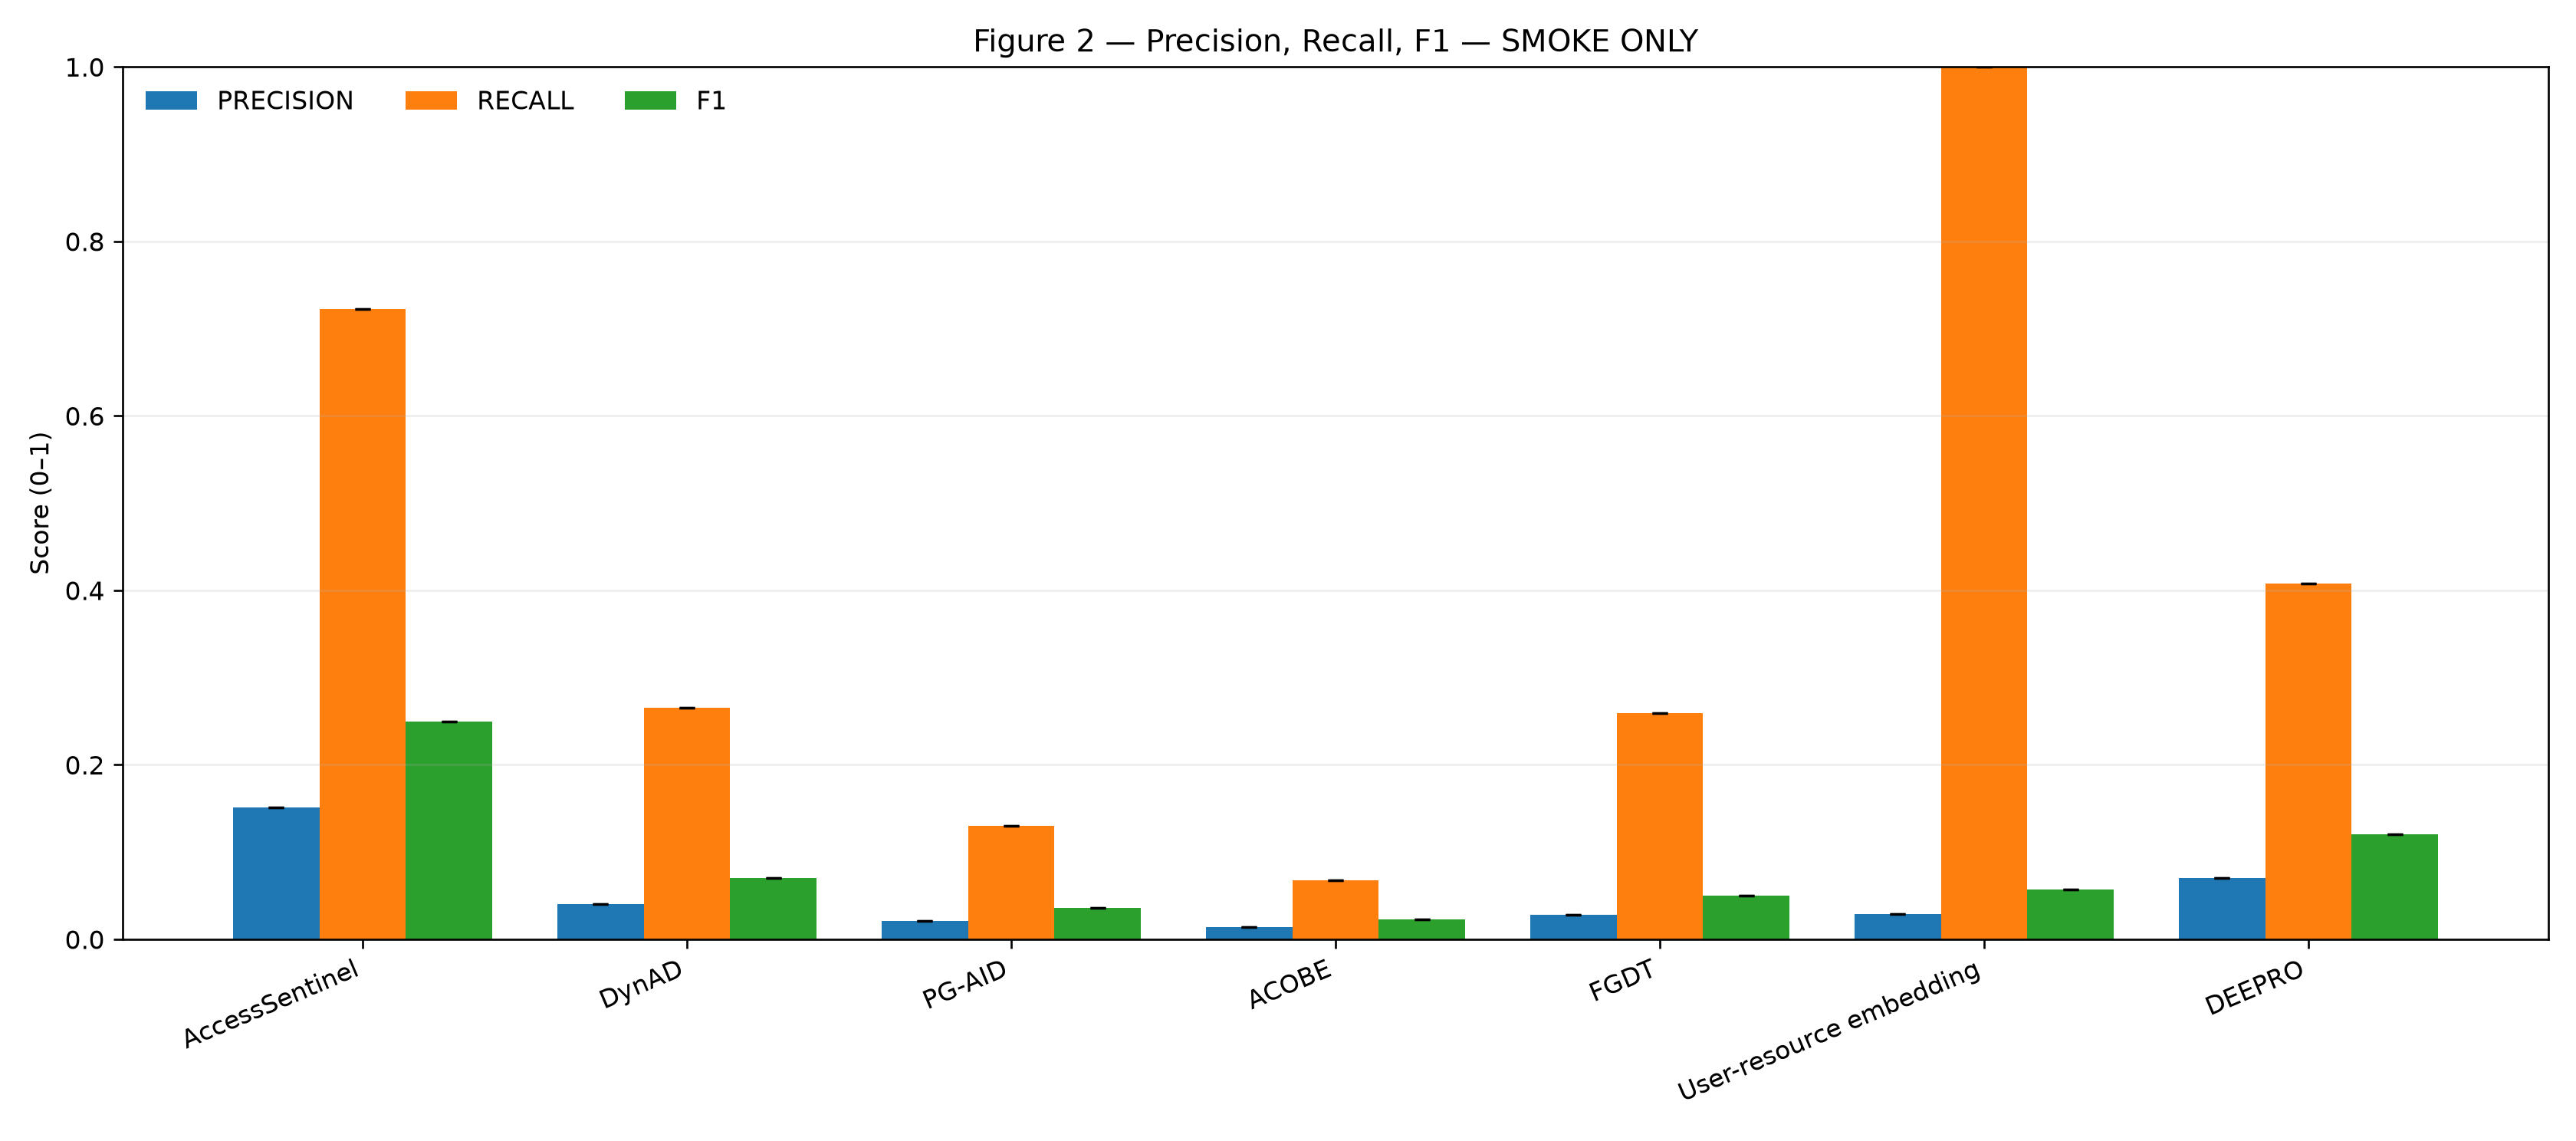 Figure 2 — Precision, Recall, F1 — SMOKE ONLY
PRECISION RECALL F1
Score (0–1)
1.0
0.8
0.6
0.4
0.2
0.0
AccessSentinel
DynAD
PG-AID
ACOBE
FGDT
User-resource embedding
DEEPRO